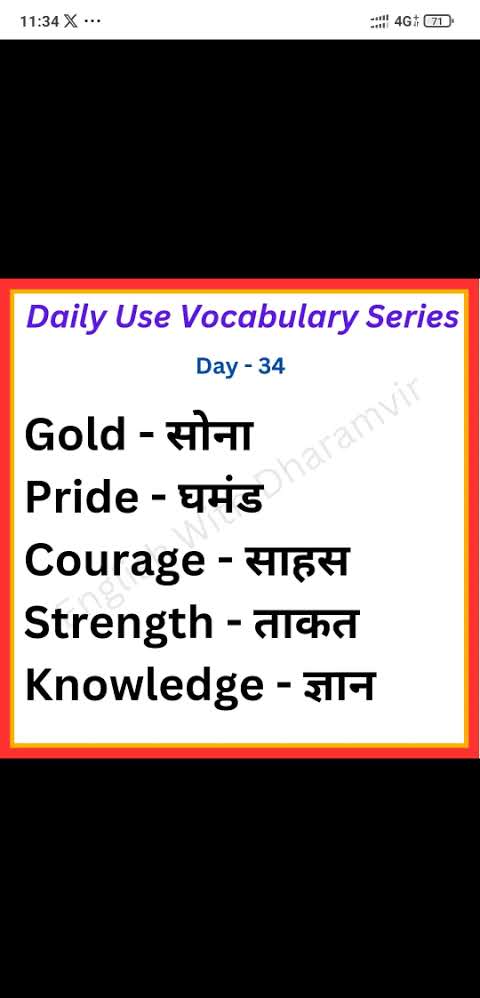 11:34 X ...
4G 71
Daily Use Vocabulary Series
Day - 34
Gold - सोना
Pride - घमंड
Courage - साहस
Strength - ताकत
Knowledge - ज्ञान
English With Dharamvir